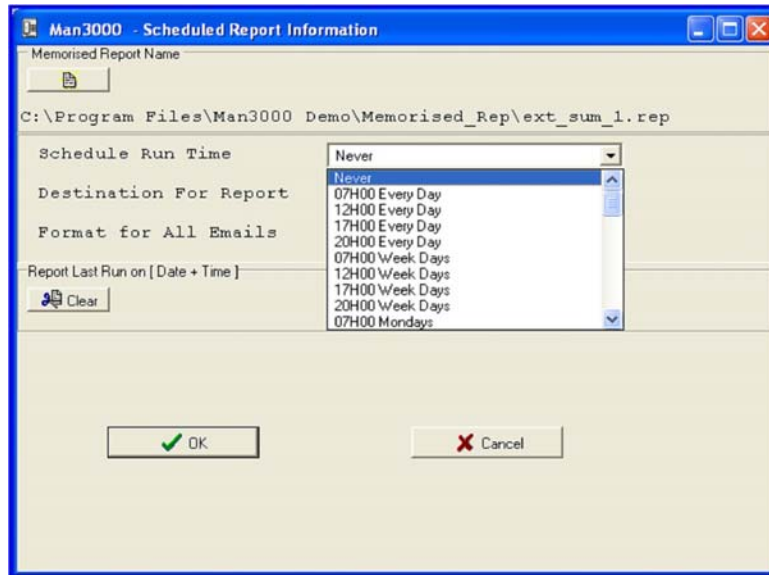 Man3000 - Scheduled Report Information
Memorised Report Name
C:\Program Files\Man3000 Demo\Memorised_Rep\ext_sum_1.rep
Schedule Run Time
Never
Never
07H00 Every Day
Destination For Report
12H00 Every Day
17H00 Every Day
Format for All Emails
20H00 Every Day
07H00 Week Days
Report Last Run on [ Date + Time ]
12H00 Week Days
17H00 Week Days
Clear
20H00 Week Days
07H00 Mondays
OK
Cancel